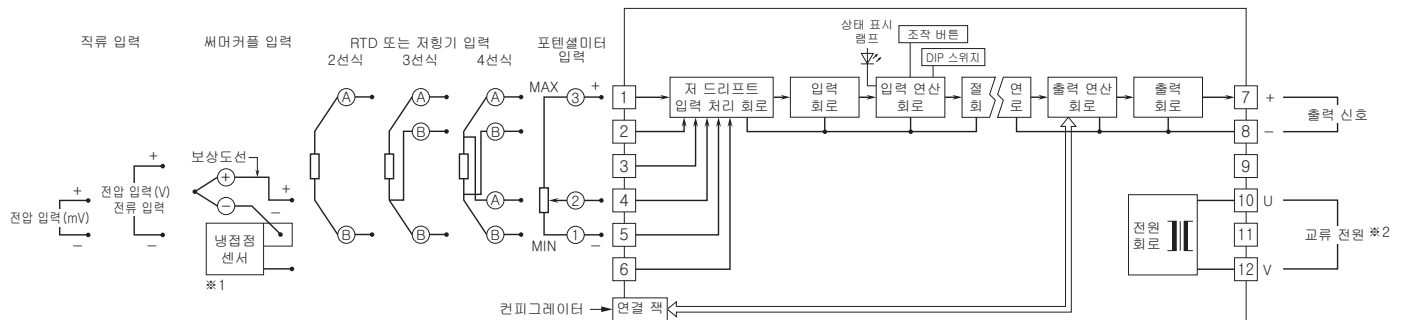 직류 입력
써머커플 입력
RTD 또는 저항기 입력
2선식
3선식
4선식
포텐셜미터
입력
상태 표시
램프
조작 버튼
DIP 스위치
A
B
A
B
B
A
B
A
B
MAX
3
+
2
MIN
1
−
보상도선
+
−
+
−
냉접점
센서
※1
+
전압 입력(V)
전류 입력
−
+
전압 입력(mV)
−
1
2
3
4
5
6
저 드리프트
입력 처리 회로
입력
회로
입력 연산
회로
절 연
회 로
출력 연산
회로
출력
회로
7
+
8
−
출력 신호
9
10
U
11
12
V
전원
회로
교류 전원 ※2
컨피그레이터
연결 잭